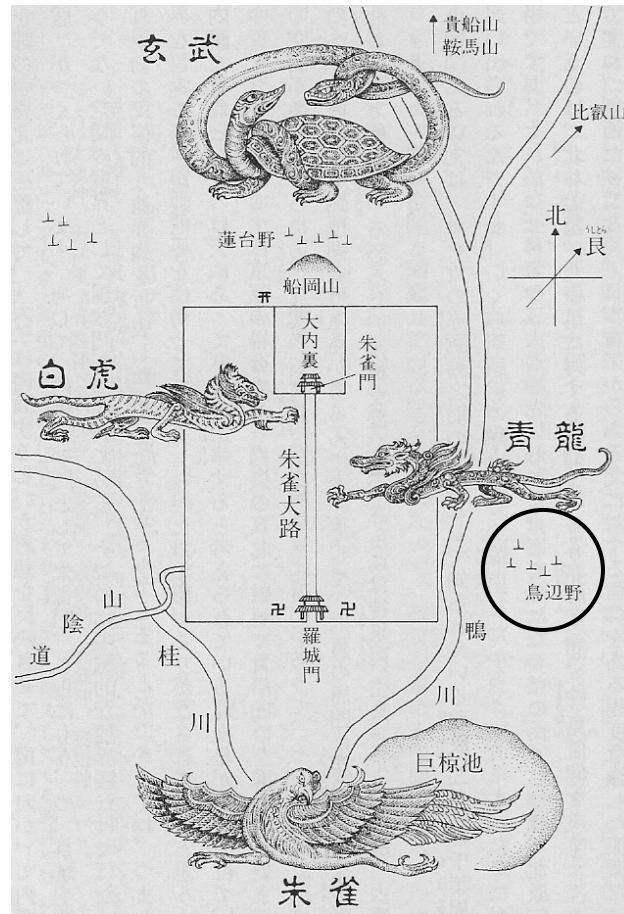 玄武
貴船山
鞍馬山
比叡山
北
うしとら
艮
蓮台野
船岡山
大内裏
朱雀門
白虎
青龍
朱雀大路
鳥辺野
卍
卍
羅城門
山陰道
桂川
鴨川
巨椋池
朱雀